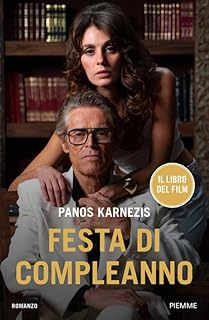 IL LIBRO
DEL FILM
PANOS KARNEZIS
FESTA DI
COMPLEANNO
ROMANZO
PIEMME